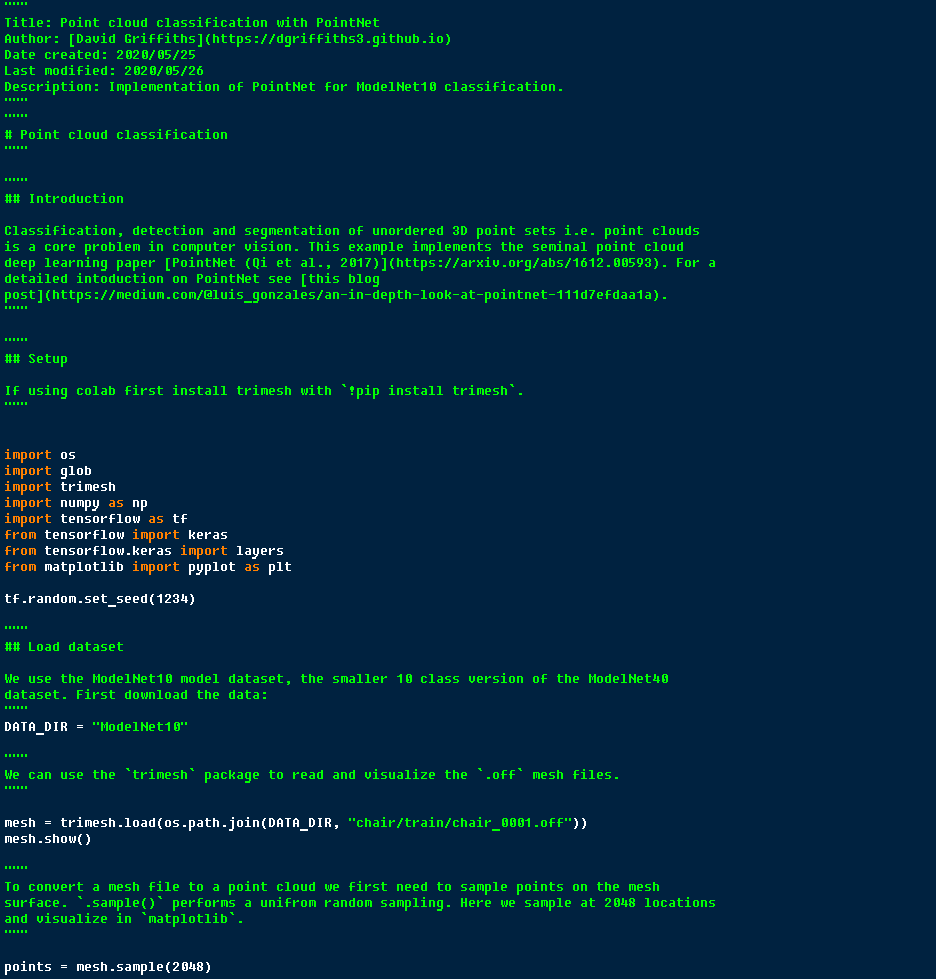 """
Title: Point cloud classification with PointNet
Author: [David Griffiths](https://dgriffiths3.github.io)
Date created: 2020/05/25
Last modified: 2020/05/26
Description: Implementation of PointNet for ModelNet10 classification.
"""
"""
# Point cloud classification
"""
"""
## Introduction
Classification, detection and segmentation of unordered 3D point sets i.e. point clouds
is a core problem in computer vision. This example implements the seminal point cloud
deep learning paper [PointNet (Qi et al., 2017)](https://arxiv.org/abs/1612.00593). For a
detailed intoduction on PointNet see [this blog
post](https://medium.com/@luis_gonzales/an-in-depth-look-at-pointnet-111d7efdaa1a).
"""
"""
## Setup
If using colab first install trimesh with `!pip install trimesh`.
"""
import os
import glob
import trimesh
import numpy as np
import tensorflow as tf
from tensorflow import keras
from tensorflow.keras import layers
from matplotlib import pyplot as plt
tf.random.set_seed(1234)
"""
## Load dataset
We use the ModelNet10 model dataset, the smaller 10 class version of the ModelNet40
dataset. First download the data:
"""
DATA_DIR = "ModelNet10"
"""
We can use the `trimesh` package to read and visualize the `.off` mesh files.
"""
mesh = trimesh.load(os.path.join(DATA_DIR, "chair/train/chair_0001.off"))
mesh.show()
"""
To convert a mesh file to a point cloud we first need to sample points on the mesh
surface. `.sample()` performs a unifrom random sampling. Here we sample at 2048 locations
and visualize in `matplotlib`.
"""
points = mesh.sample(2048)